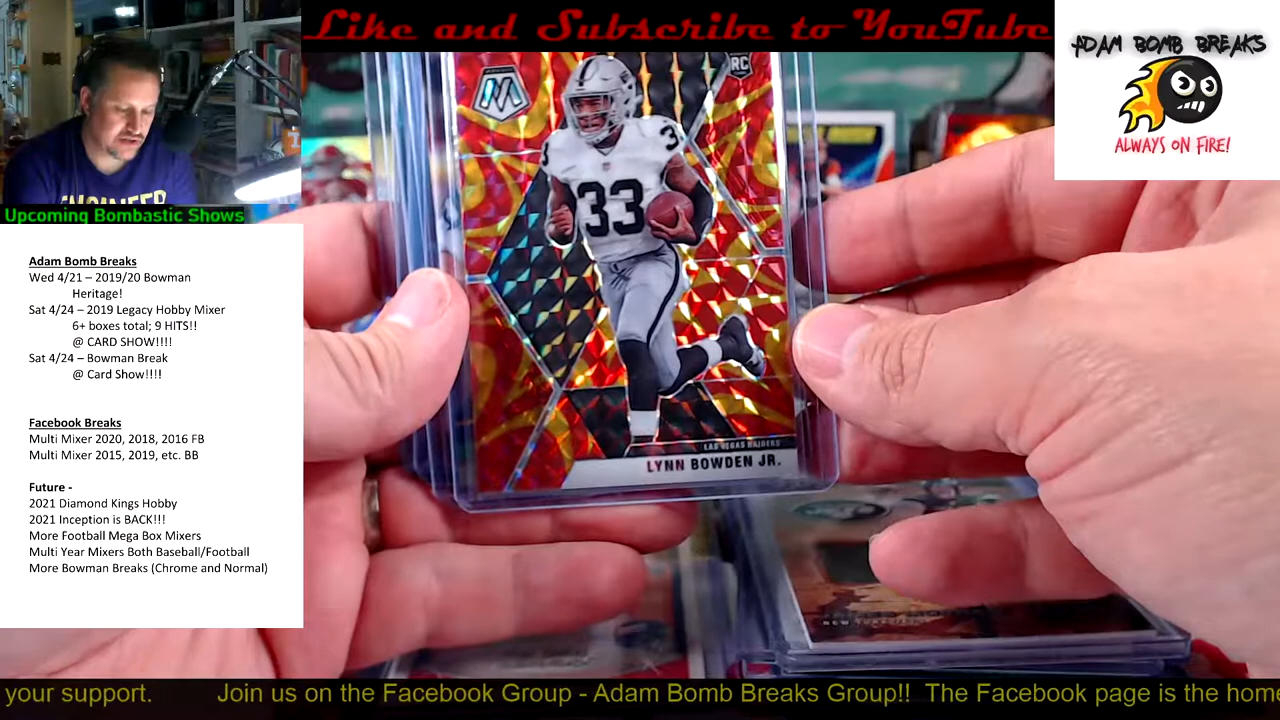 Like and Subscribe to YouTube
ADAM BOMB BREAKS
ALWAYS ON FIRE!
Upcoming Bombastic Shows
Adam Bomb Breaks
Wed 4/21 – 2019/20 Bowman
Heritage!
Sat 4/24 – 2019 Legacy Hobby Mixer
6+ boxes total; 9 HITS!!
@ CARD SHOW!!!!
Sat 4/24 – Bowman Break
@ Card Show!!!!
Facebook Breaks
Multi Mixer 2020, 2018, 2016 FB
Multi Mixer 2015, 2019, etc. BB
Future -
2021 Diamond Kings Hobby
2021 Inception is BACK!!!
More Football Mega Box Mixers
Multi Year Mixers Both Baseball/Football
More Bowman Breaks (Chrome and Normal)
M
RC
33
33
LAS VEGAS RAIDERS
LYNN BOWDEN JR.
your support. Join us on the Facebook Group - Adam Bomb Breaks Group!! The Facebook page is the home